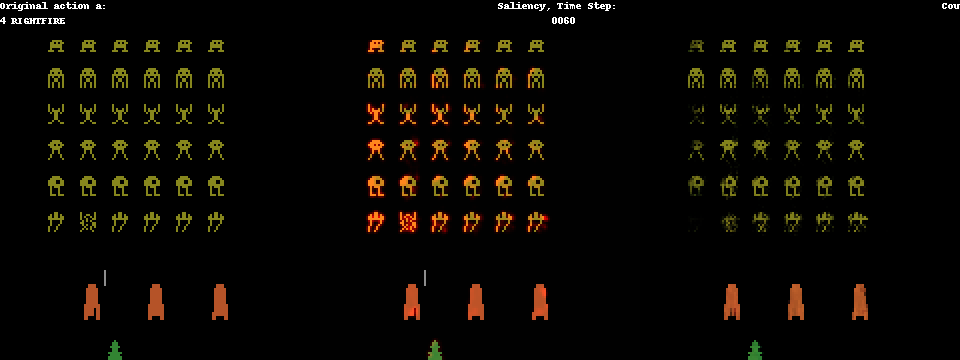 Original action a:
4 RIGHTFIRE
Saliency, Time Step:
0060
Cou